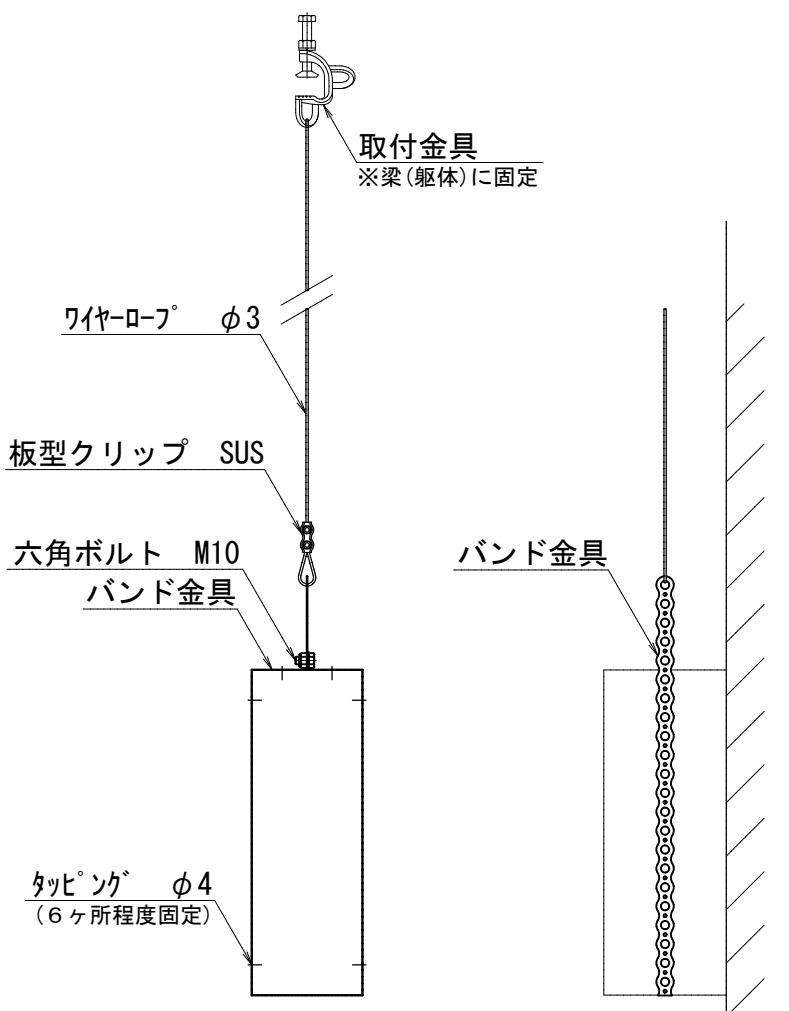 取付金具
※梁(躯体)に固定
ﾜｲﾔｰﾛｰﾌﾟ φ3
板型クリップ SUS
六角ボルト M10
バンド金具
バンド金具
ﾀｯﾋﾟﾝｸﾞ φ4
(6ヶ所程度固定)